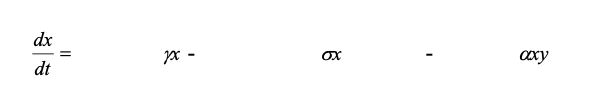 dx/dt = γx - σx - αxy